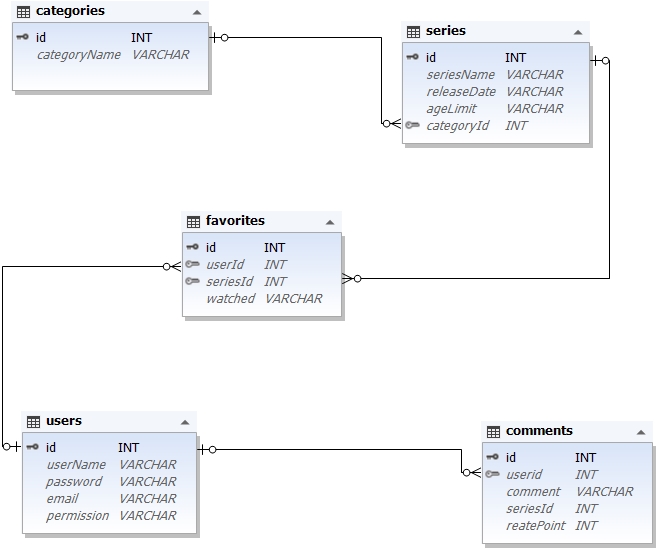 categories
id INT
categoryName VARCHAR
series
id INT
seriesName VARCHAR
releaseDate VARCHAR
ageLimit VARCHAR
categoryId INT
favorites
id INT
userId INT
seriesId INT
watched VARCHAR
users
id INT
userName VARCHAR
password VARCHAR
email VARCHAR
permission VARCHAR
comments
id INT
userid INT
comment VARCHAR
seriesId INT
reatePoint INT